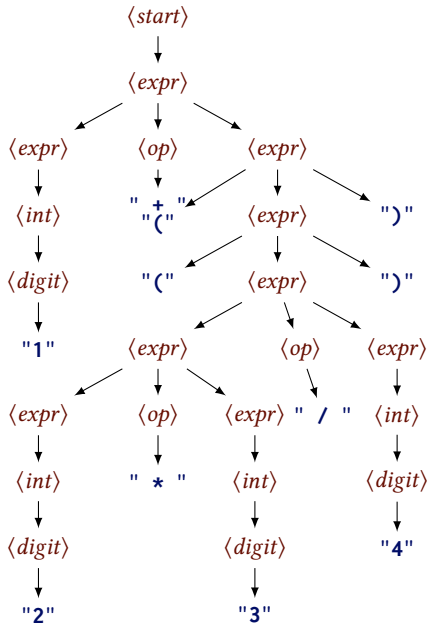 ⟨start⟩
⟨expr⟩
⟨expr⟩ ⟨op⟩ ⟨expr⟩
" + "
⟨int⟩ "(" ⟨expr⟩ ")"
⟨digit⟩ "(" ⟨expr⟩ ")"
"1" ⟨expr⟩ ⟨op⟩ ⟨expr⟩
⟨expr⟩ ⟨op⟩ ⟨expr⟩ " / " ⟨int⟩
⟨int⟩ " * " ⟨int⟩ ⟨digit⟩
⟨digit⟩ ⟨digit⟩ "4"
"2" "3"